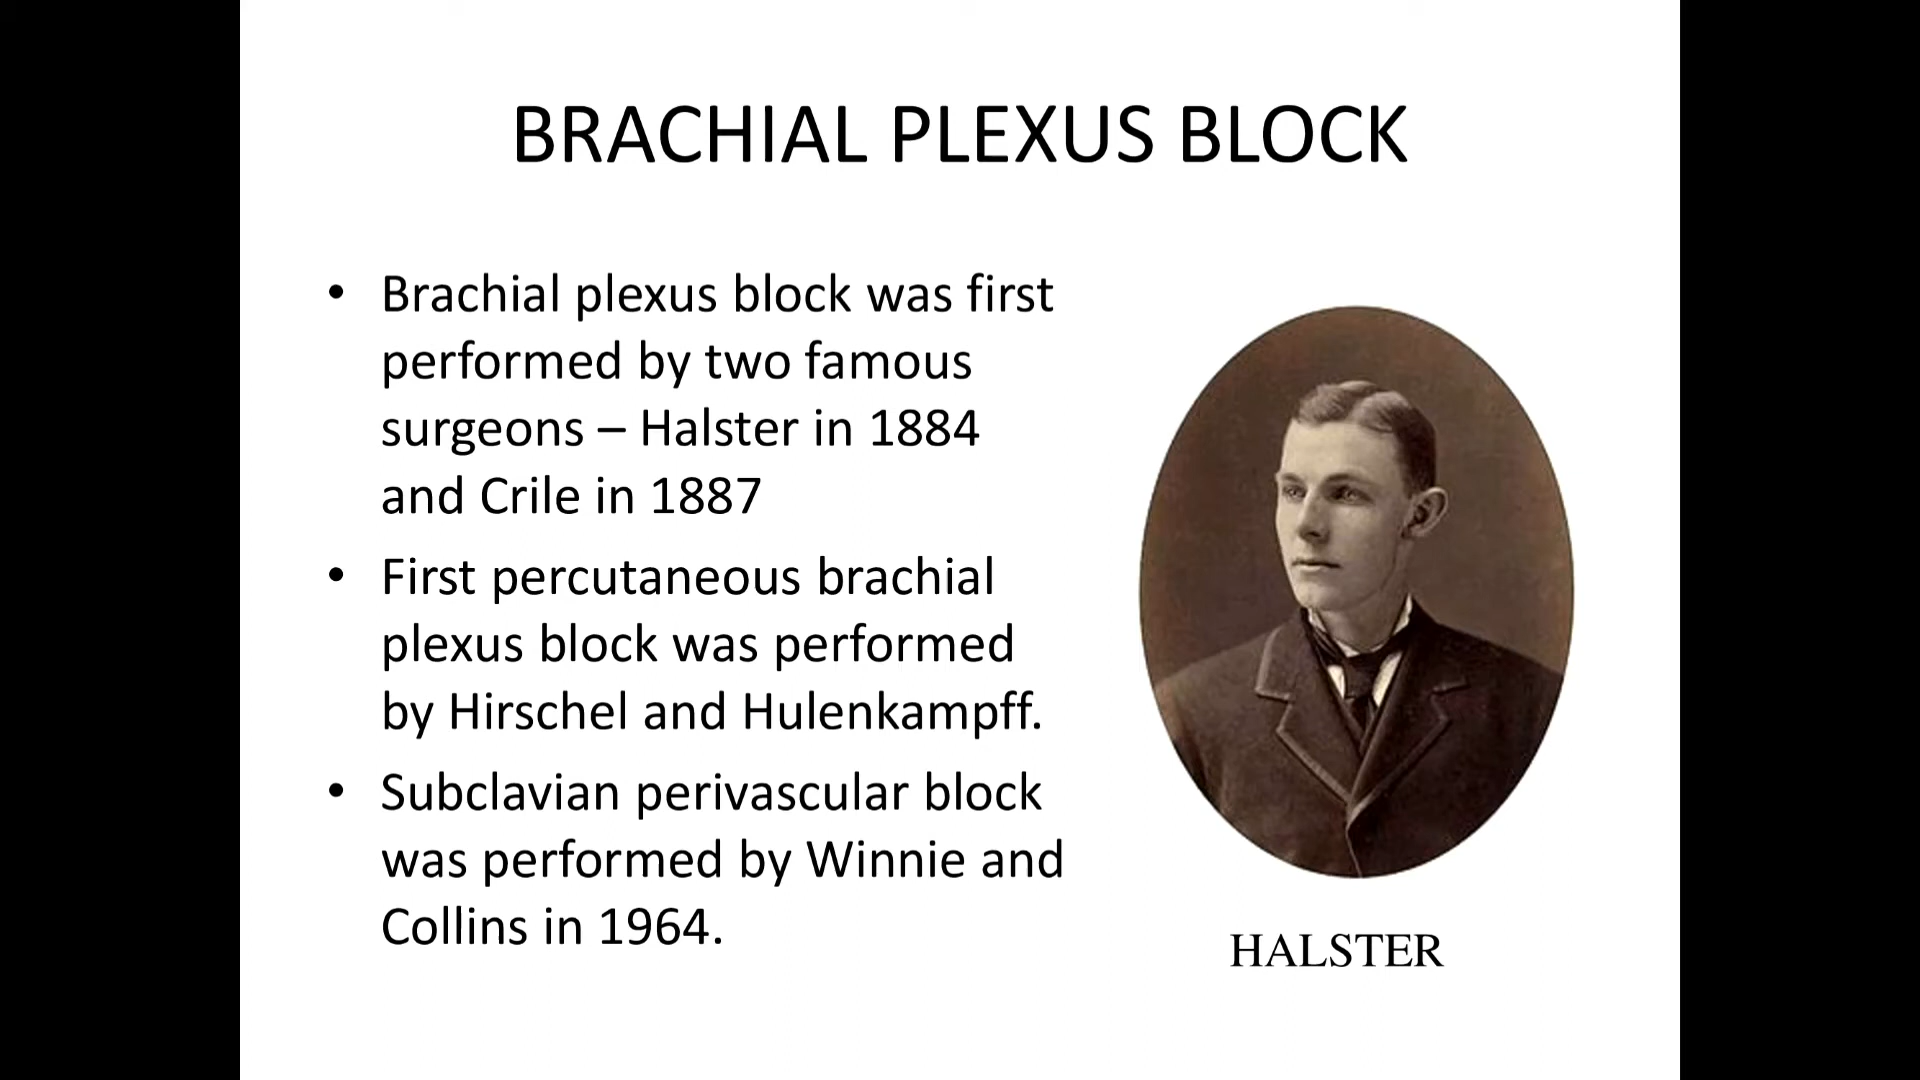 BRACHIAL PLEXUS BLOCK
• Brachial plexus block was first
performed by two famous
surgeons – Halster in 1884
and Crile in 1887
• First percutaneous brachial
plexus block was performed
by Hirschel and Hulenkampff.
• Subclavian perivascular block
was performed by Winnie and
Collins in 1964.
HALSTER